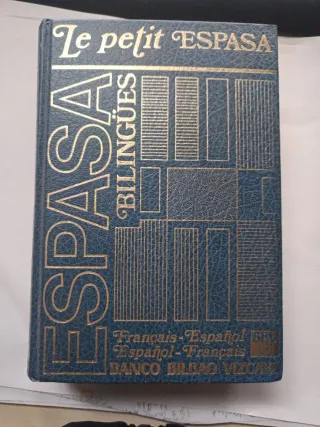 Le petit ESPASA
ESPASA
BILINGÜES
Français-Español
Español-Français
BANCO BILBAO VIZCAYA